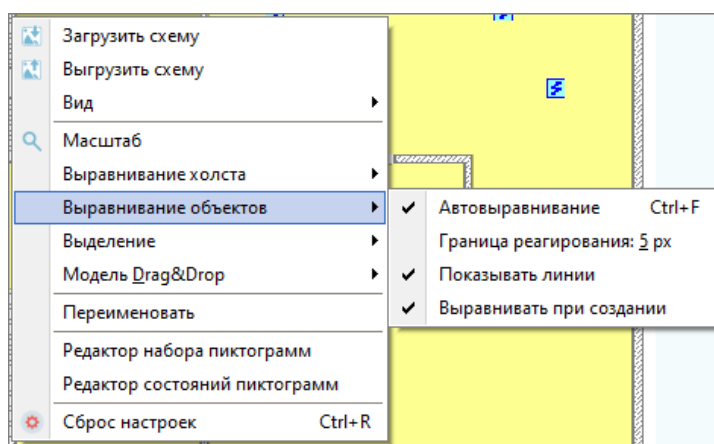 Загрузить схему
Выгрузить схему
Вид
Масштаб
Выравнивание холста
Выравнивание объектов
Выделение
Модель Drag&Drop
Переименовать
Редактор набора пиктограмм
Редактор состояний пиктограмм
Сброс настроек Ctrl+R
Автовыравнивание Ctrl+F
Граница реагирования: 5 px
Показывать линии
Выравнивать при создании